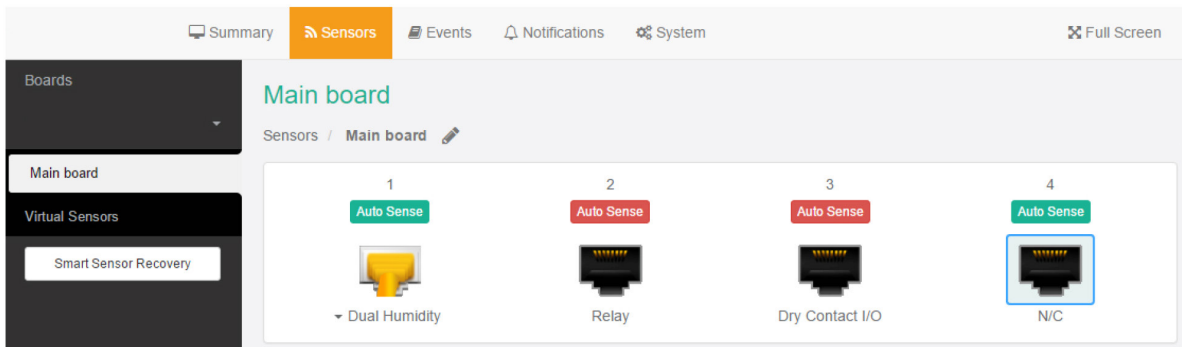 Summary Sensors Events Notifications System Full Screen
Boards
Main board
Sensors / Main board
Main board
Virtual Sensors
Smart Sensor Recovery
1 2 3 4
Auto Sense Auto Sense Auto Sense Auto Sense
Dual Humidity Relay Dry Contact I/O N/C